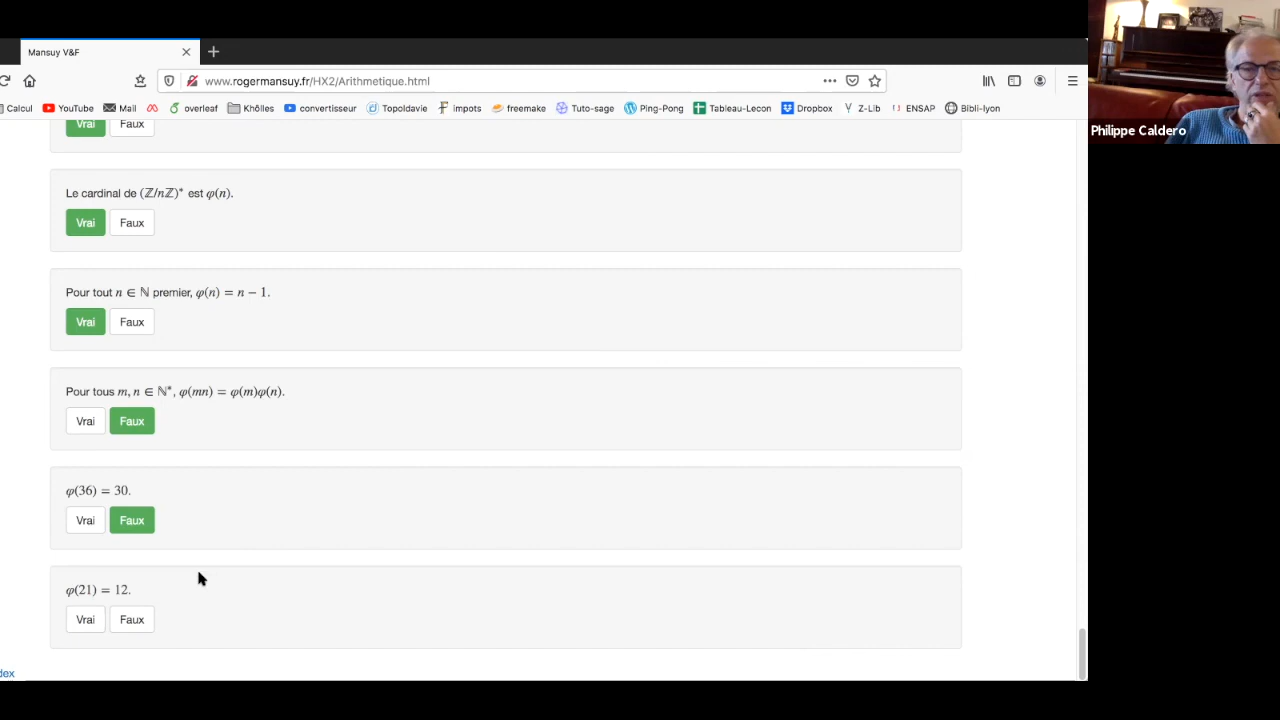 Mansuy V&F
www.rogermansuy.fr/HX2/Arithmetique.html
Calcul YouTube Mail overleaf Khôlles convertisseur Topoldavie impots freemake Tuto-sage Ping-Pong Tableau-Lecon Dropbox Z-Lib ENSAP Bibli-lyon
Philippe Caldero
Vrai Faux
Le cardinal de (ℤ/nℤ)* est φ(n).
Vrai Faux
Pour tout n ∈ ℕ premier, φ(n) = n − 1.
Vrai Faux
Pour tous m, n ∈ ℕ*, φ(mn) = φ(m)φ(n).
Vrai Faux
φ(36) = 30.
Vrai Faux
φ(21) = 12.
Vrai Faux
dex